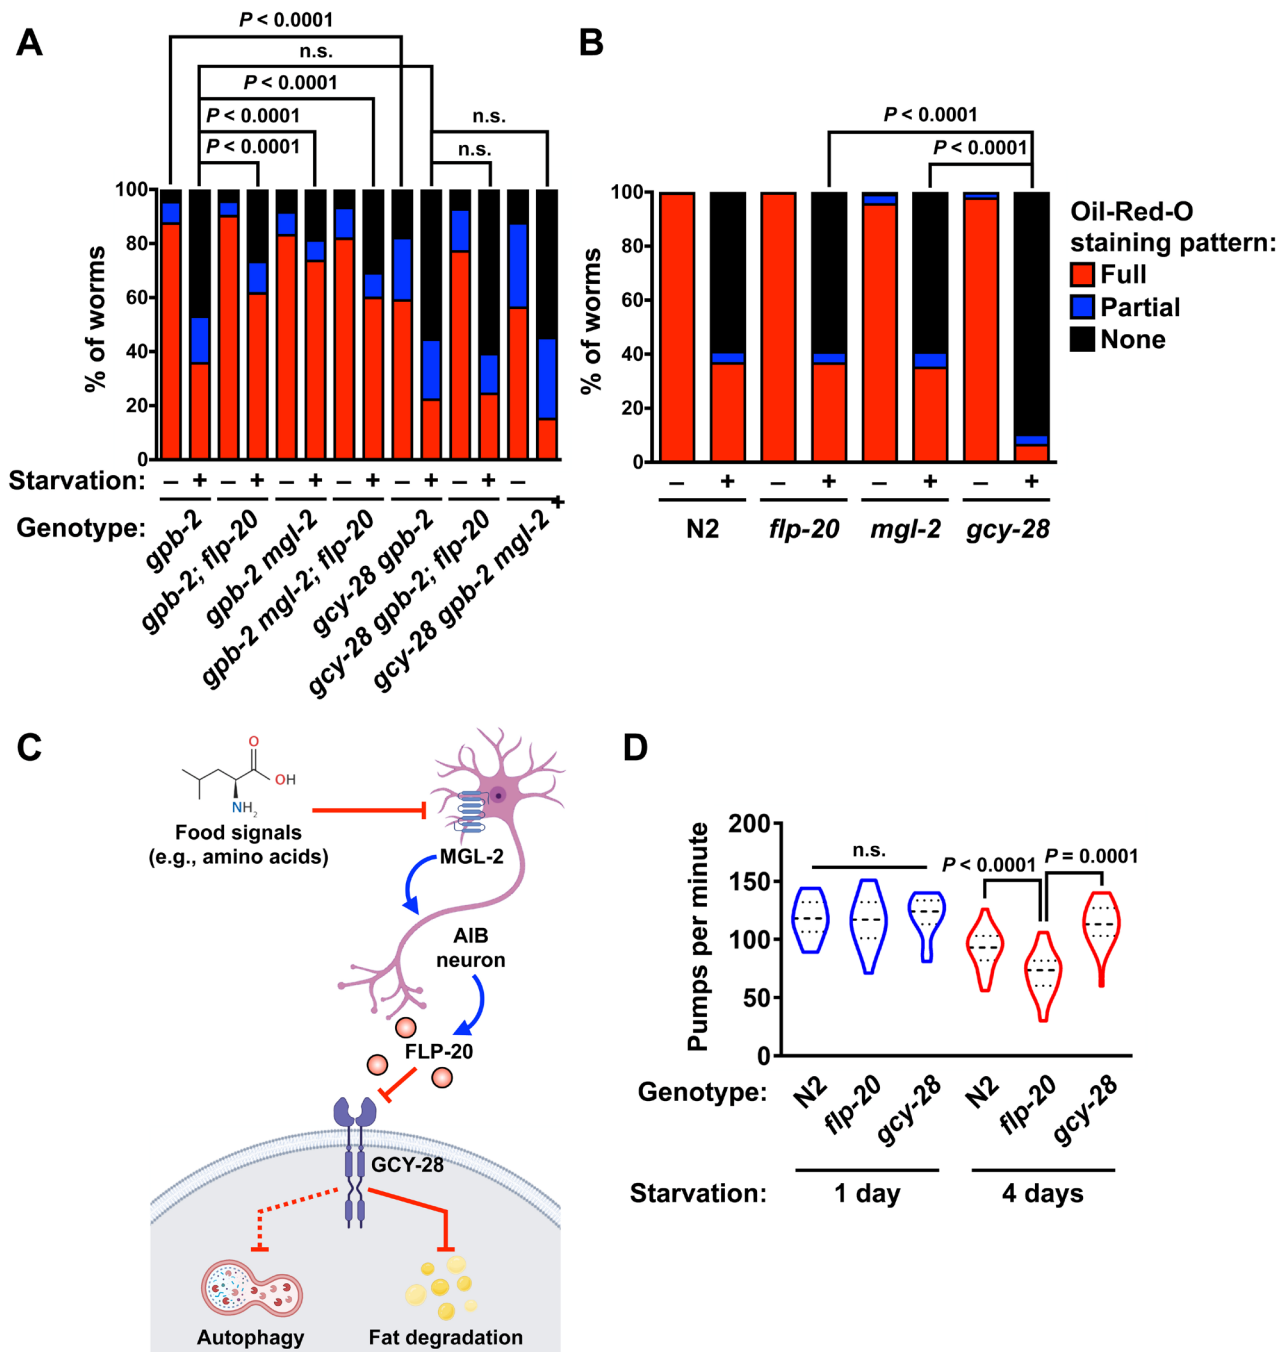 A
P < 0.0001
n.s.
P < 0.0001
P < 0.0001
P < 0.0001
n.s.
n.s.
% of worms
100
80
60
40
20
0
Starvation:
– + – + – + – + – + – + – +
Genotype:
gpb-2
gpb-2; flp-20
gpb-2 mgl-2
gpb-2 mgl-2; flp-20
gcy-28 gpb-2
gcy-28 gpb-2; flp-20
gcy-28 gpb-2 mgl-2
B
P < 0.0001
P < 0.0001
% of worms
100
80
60
40
20
0
– + – + – + – +
N2 flp-20 mgl-2 gcy-28
Oil-Red-O
staining pattern:
Full
Partial
None
C
O
OH
NH2
Food signals
(e.g., amino acids)
MGL-2
AIB
neuron
FLP-20
GCY-28
Autophagy
Fat degradation
D
n.s.
P < 0.0001
P = 0.0001
Pumps per minute
200
150
100
50
0
Genotype:
N2 flp-20 gcy-28 N2 flp-20 gcy-28
Starvation: 1 day 4 days